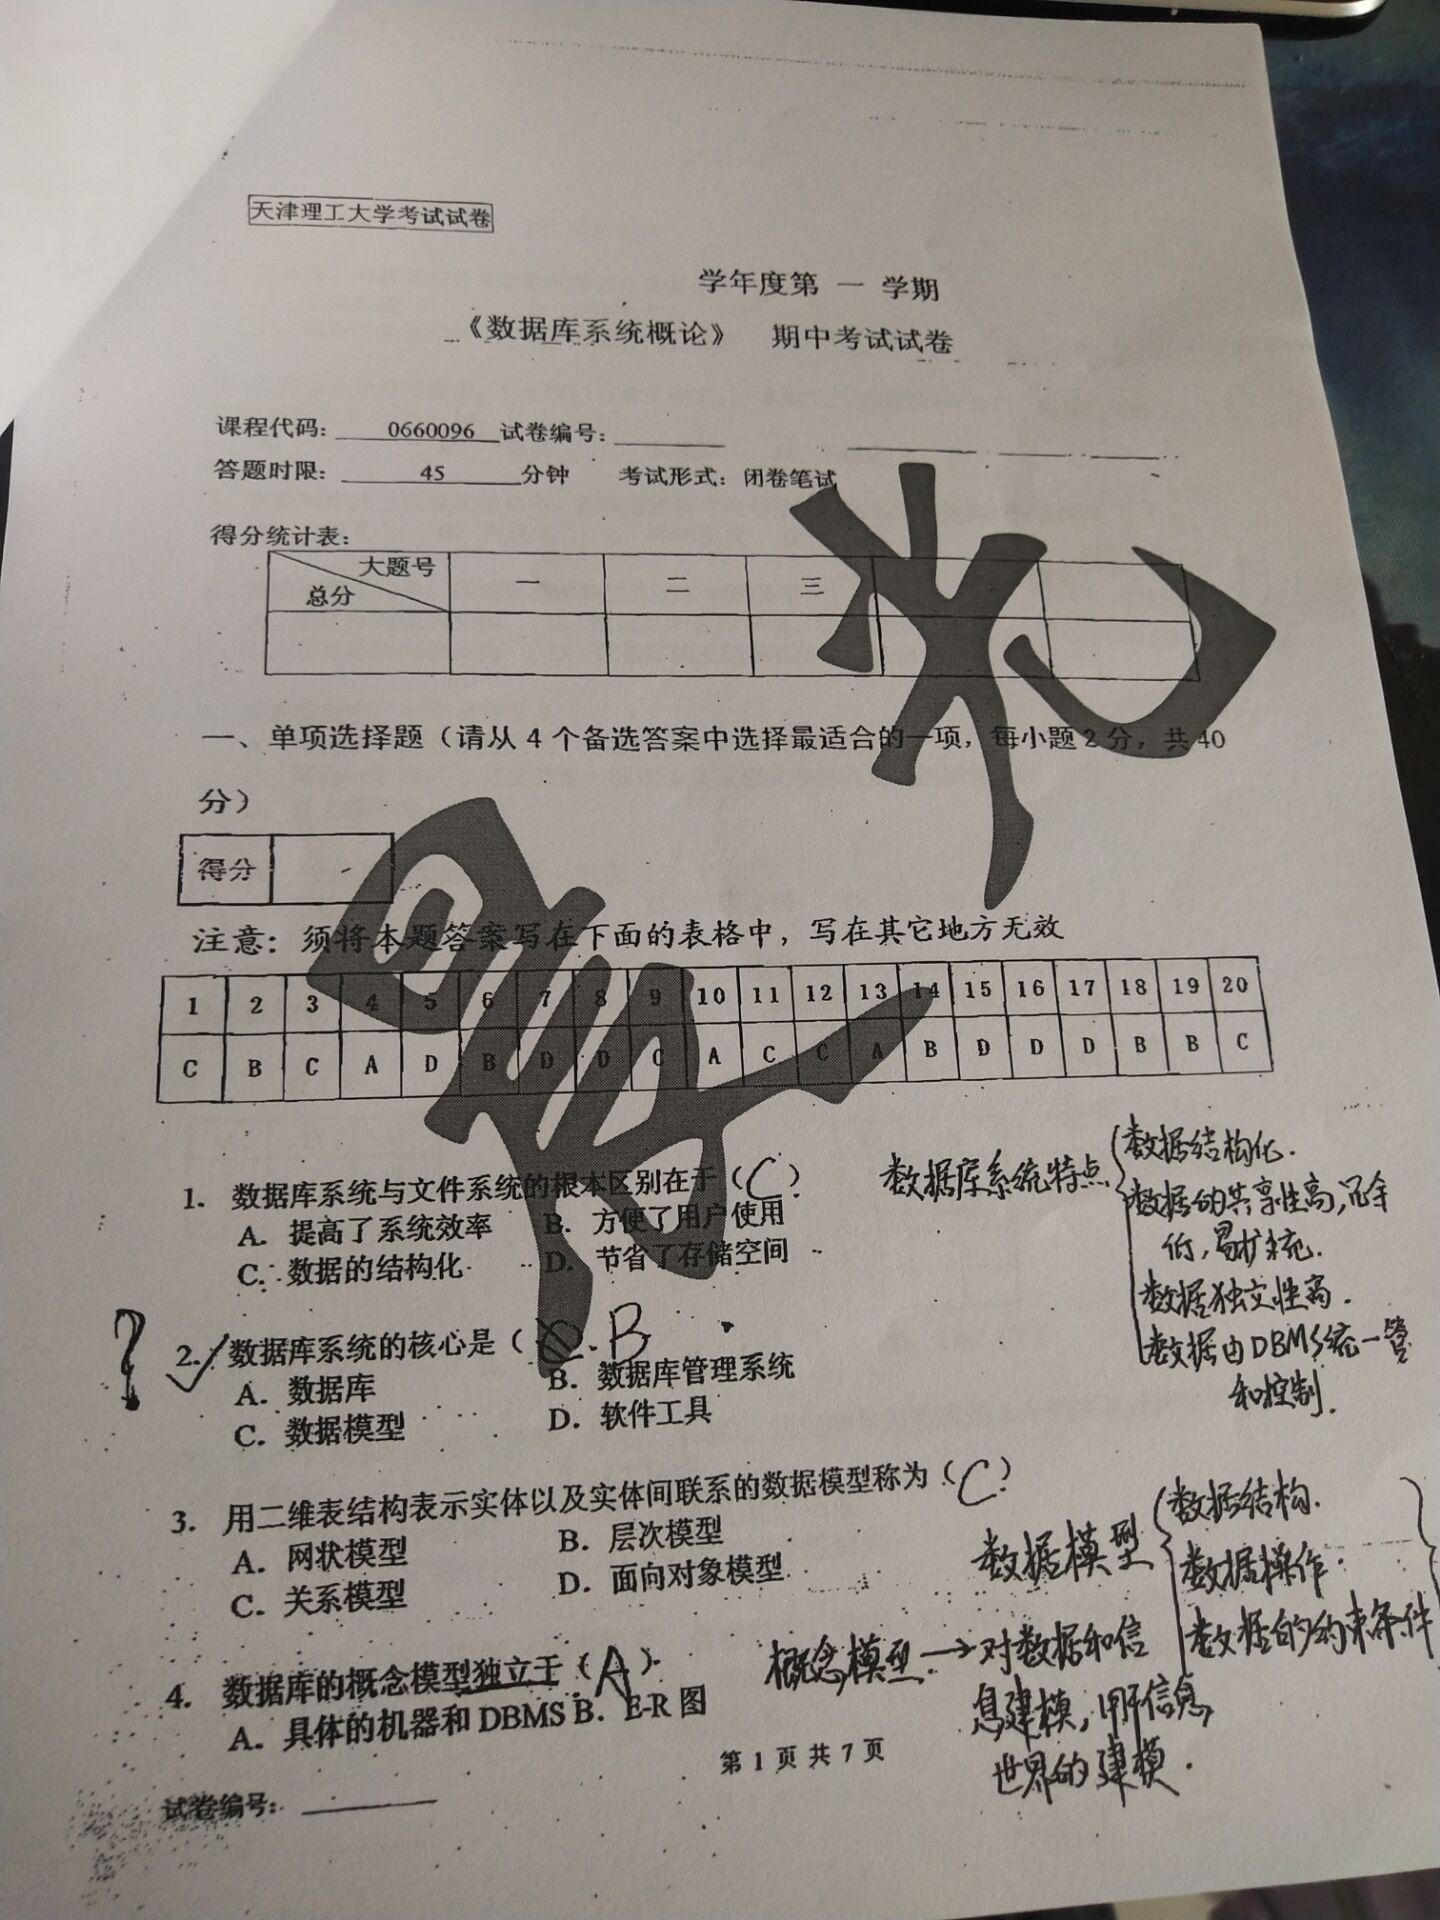 天津理工大学考试试卷
学年度第 一 学期
《数据库系统概论》 期中考试试卷
课程代码: 0660096 试卷编号:
答题时限: 45 分钟 考试形式: 闭卷笔试
得分统计表:
大题号 一 二 三
总分
一、单项选择题（请从 4 个备选答案中选择最适合的一项，每小题 2 分，共 40
分）
得分
注意: 须将本题答案写在下面的表格中，写在其它地方无效
1 2 3 4 5 6 7 8 9 10 11 12 13 14 15 16 17 18 19 20
C B C A D B D D C A C C A B D D D B B C
1. 数据库系统与文件系统的根本区别在于（C）
A. 提高了系统效率 B. 方便了用户使用
C. 数据的结构化 D. 节省了存储空间
数据库系统特点
数据结构化.
数据的共享性高,冗余
低,易扩充.
数据独立性高.
数据由DBMS统一管
和控制.
? 2. 数据库系统的核心是（ ）B
A. 数据库 B. 数据库管理系统
C. 数据模型 D. 软件工具
3. 用二维表结构表示实体以及实体间联系的数据模型称为（C）
A. 网状模型 B. 层次模型
C. 关系模型 D. 面向对象模型
数据模型
数据结构.
数据操作.
数据的约束条件
4. 数据库的概念模型独立于（A）
A. 具体的机器和 DBMS B. E-R 图
概念模型.→对数据和信
息建模,用于信息
世界的建模.
第 1 页 共 7 页
试卷编号: